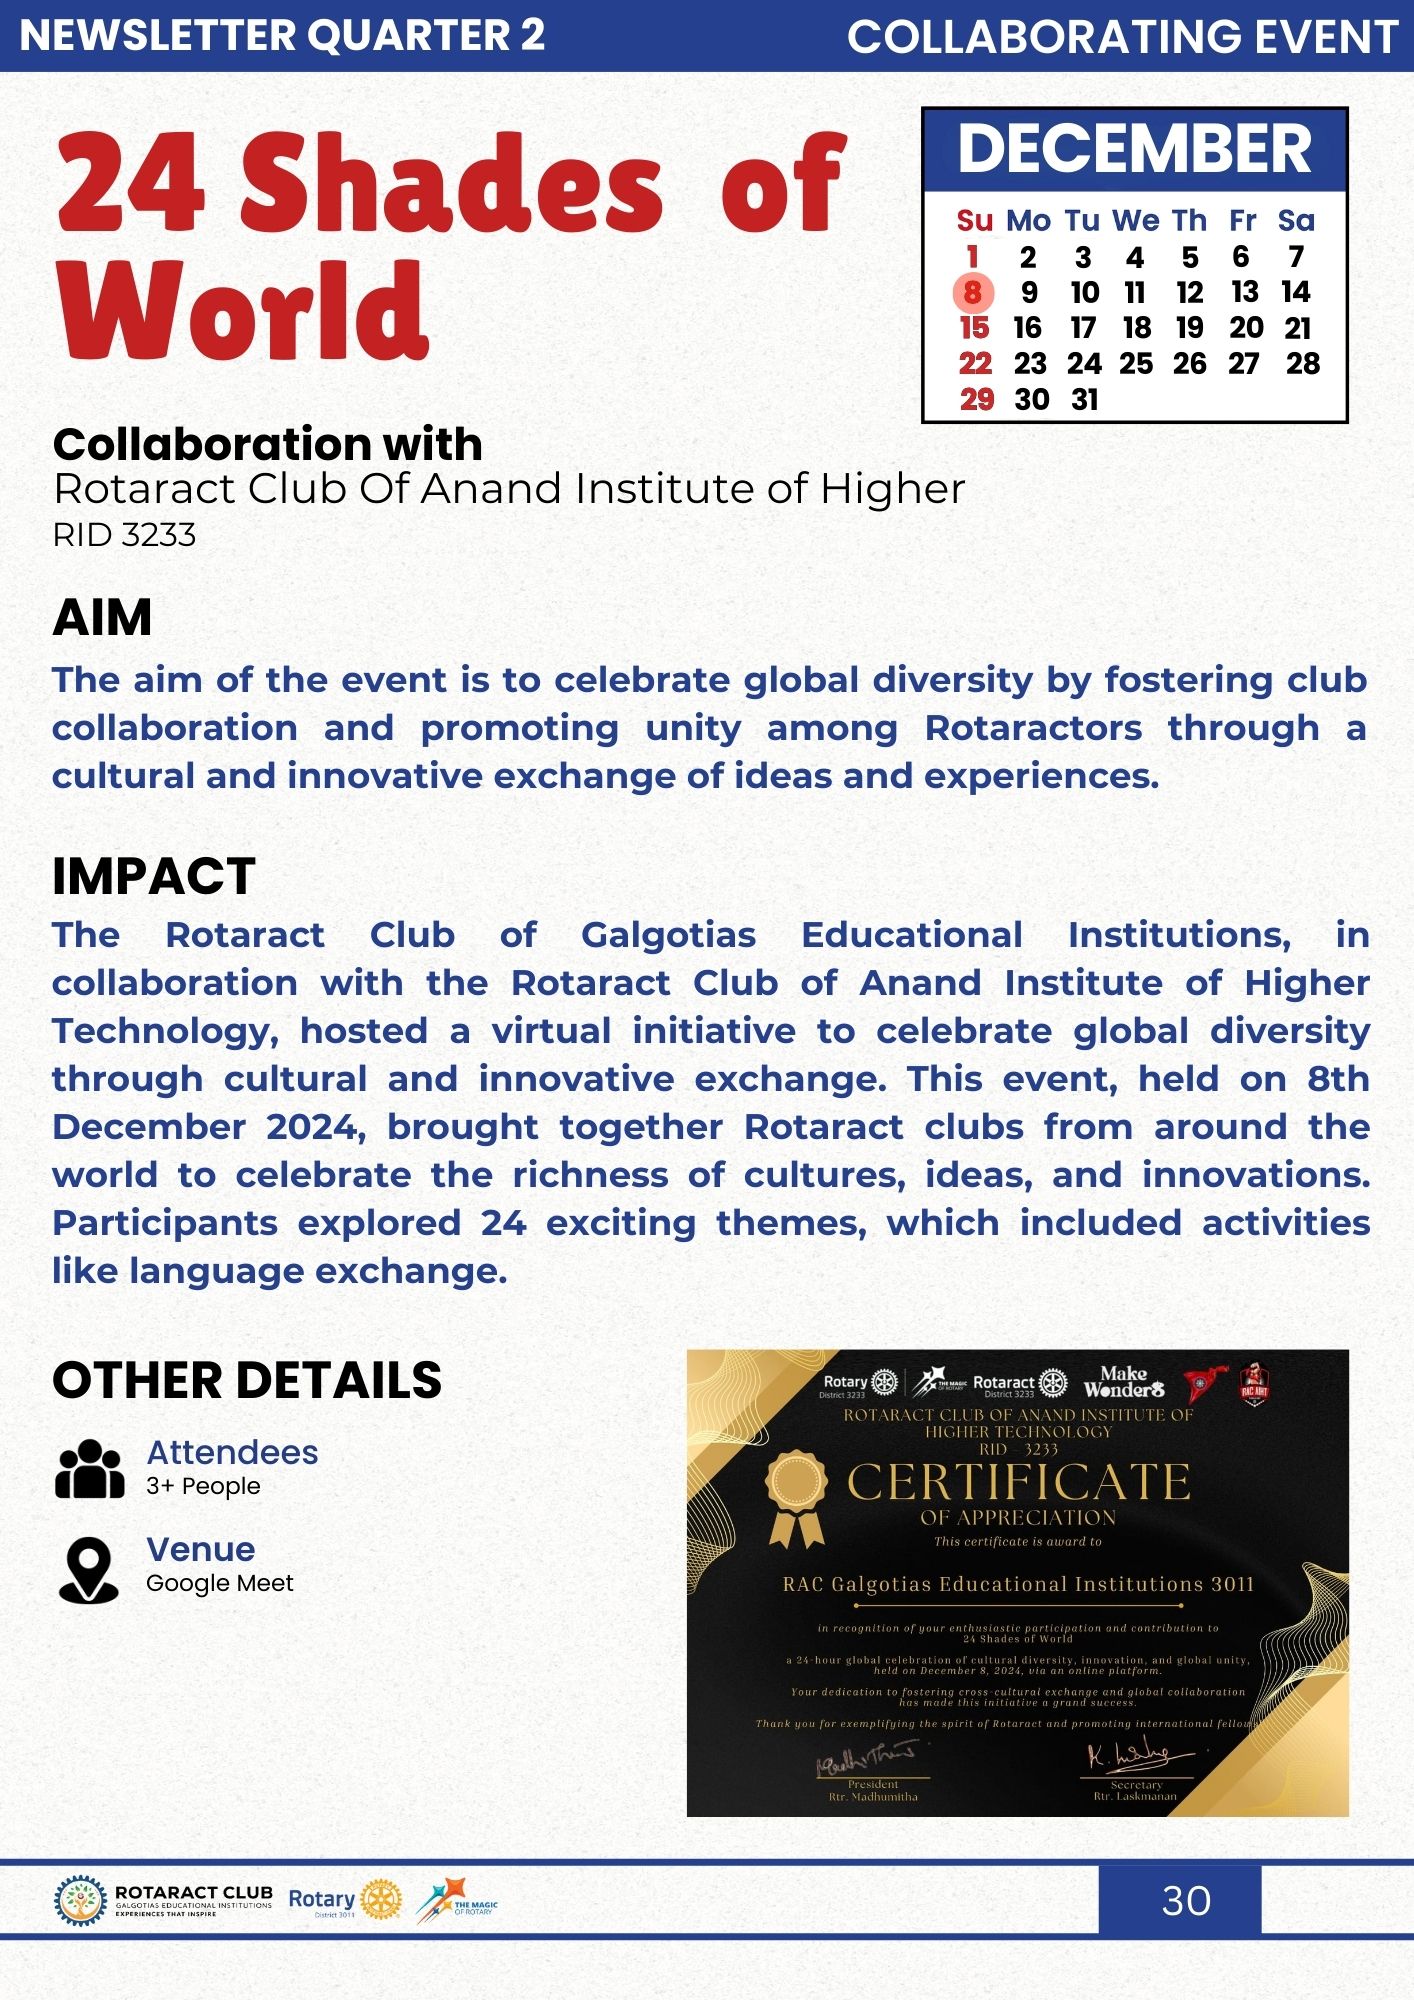 NEWSLETTER QUARTER 2
COLLABORATING EVENT
24 Shades of
World
DECEMBER
Su Mo Tu We Th Fr Sa
1 2 3 4 5 6 7
8 9 10 11 12 13 14
15 16 17 18 19 20 21
22 23 24 25 26 27 28
29 30 31
Collaboration with
Rotaract Club Of Anand Institute of Higher
RID 3233
AIM
The aim of the event is to celebrate global diversity by fostering club
collaboration and promoting unity among Rotaractors through a
cultural and innovative exchange of ideas and experiences.
IMPACT
The Rotaract Club of Galgotias Educational Institutions, in
collaboration with the Rotaract Club of Anand Institute of Higher
Technology, hosted a virtual initiative to celebrate global diversity
through cultural and innovative exchange. This event, held on 8th
December 2024, brought together Rotaract clubs from around the
world to celebrate the richness of cultures, ideas, and innovations.
Participants explored 24 exciting themes, which included activities
like language exchange.
OTHER DETAILS
Attendees
3+ People
Venue
Google Meet
Rotary
District 3233
THE MAGIC
OF ROTARY
Rotaract
District 3233
Make
Wonders
RAC AIHT
ROTARACT CLUB OF ANAND INSTITUTE OF
HIGHER TECHNOLOGY
RID - 3233
CERTIFICATE
OF APPRECIATION
This certificate is award to
RAC Galgotias Educational Institutions 3011
in recognition of your enthusiastic participation and contribution to
24 Shades of World
a 24-hour global celebration of cultural diversity, innovation, and global unity,
held on December 8, 2024, via an online platform.
Your dedication to fostering cross-cultural exchange and global collaboration
has made this initiative a grand success.
Thank you for exemplifying the spirit of Rotaract and promoting international
President
Rtr. Madhumitha
Secretary
Rtr. Laskmanan
ROTARACT CLUB
GALGOTIAS EDUCATIONAL INSTITUTIONS
EXPERIENCES THAT INSPIRE
Rotary
District 3011
THE MAGIC
OF ROTARY
30